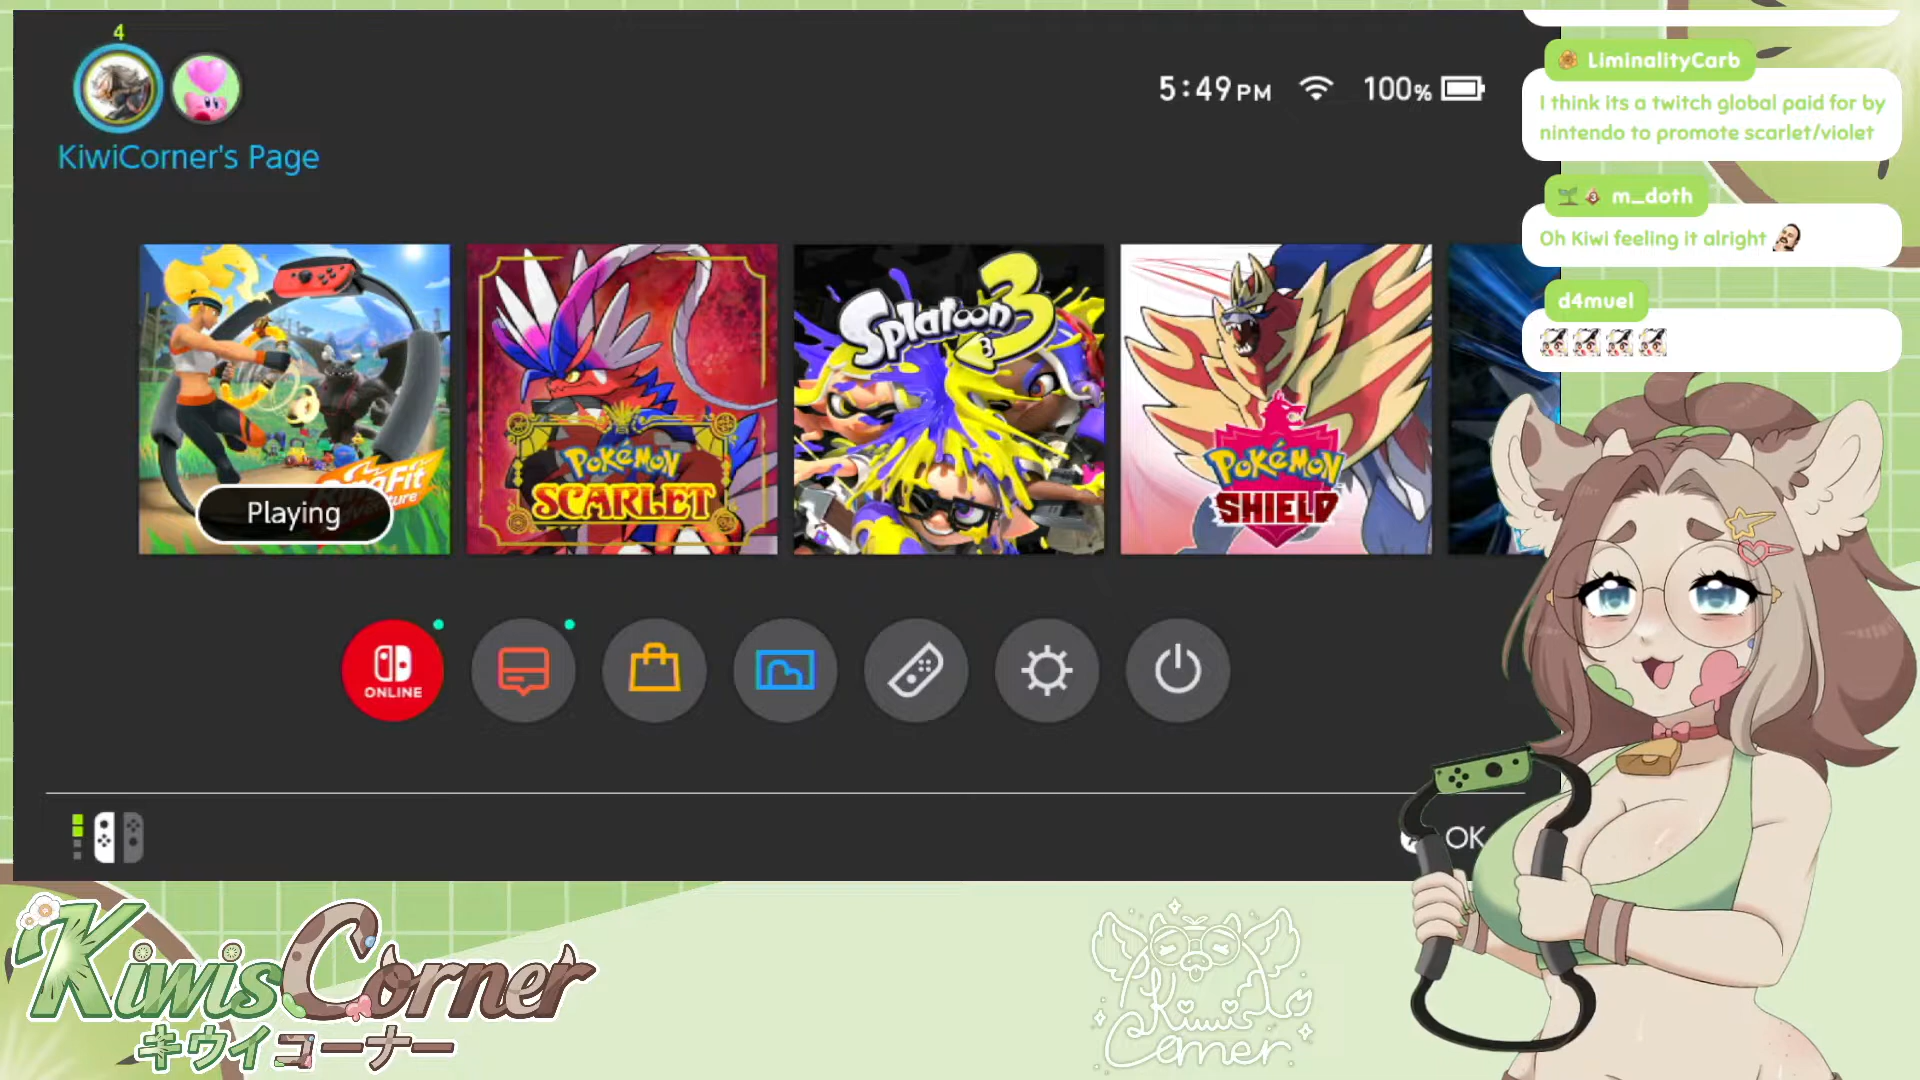 4
KiwiCorner's Page
5:49 PM
100%
Playing
POKÉMON
SCARLET
Splatoon
3
POKÉMON
SHIELD
ONLINE
OK
LiminalityCarb
I think its a twitch global paid for by
nintendo to promote scarlet/violet
m_doth
Oh Kiwi feeling it alright
d4muel
KiwisCorner
キウイコーナー
Kiwis
Corner